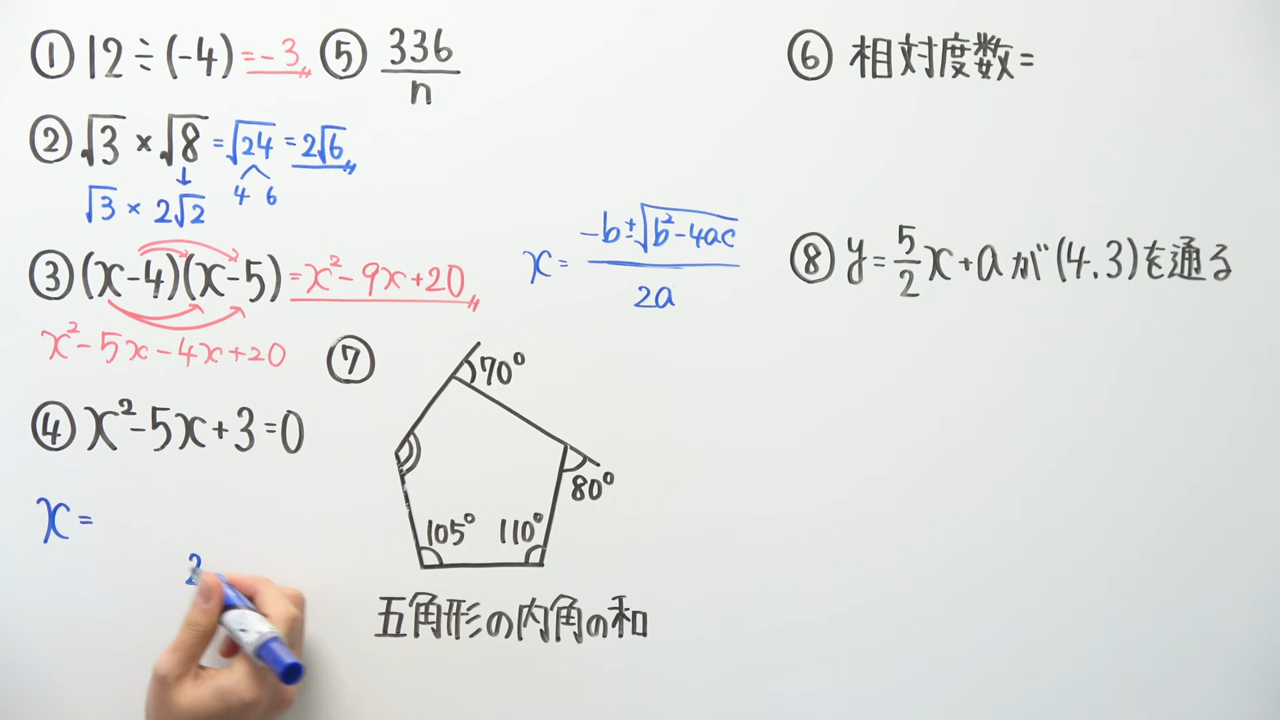 ① 12÷(-4)=-3
② √3×√8=√24=2√6
4 6
√3×2√2
③ (x-4)(x-5)=x²-9x+20
x²-5x-4x+20
④ x²-5x+3=0
x=
2
⑤ 336/n
x=(-b±√(b²-4ac))/2a
⑦
70°
80°
105° 110°
五角形の内角の和
⑥ 相対度数=
⑧ y=5/2x+aが(4.3)を通る